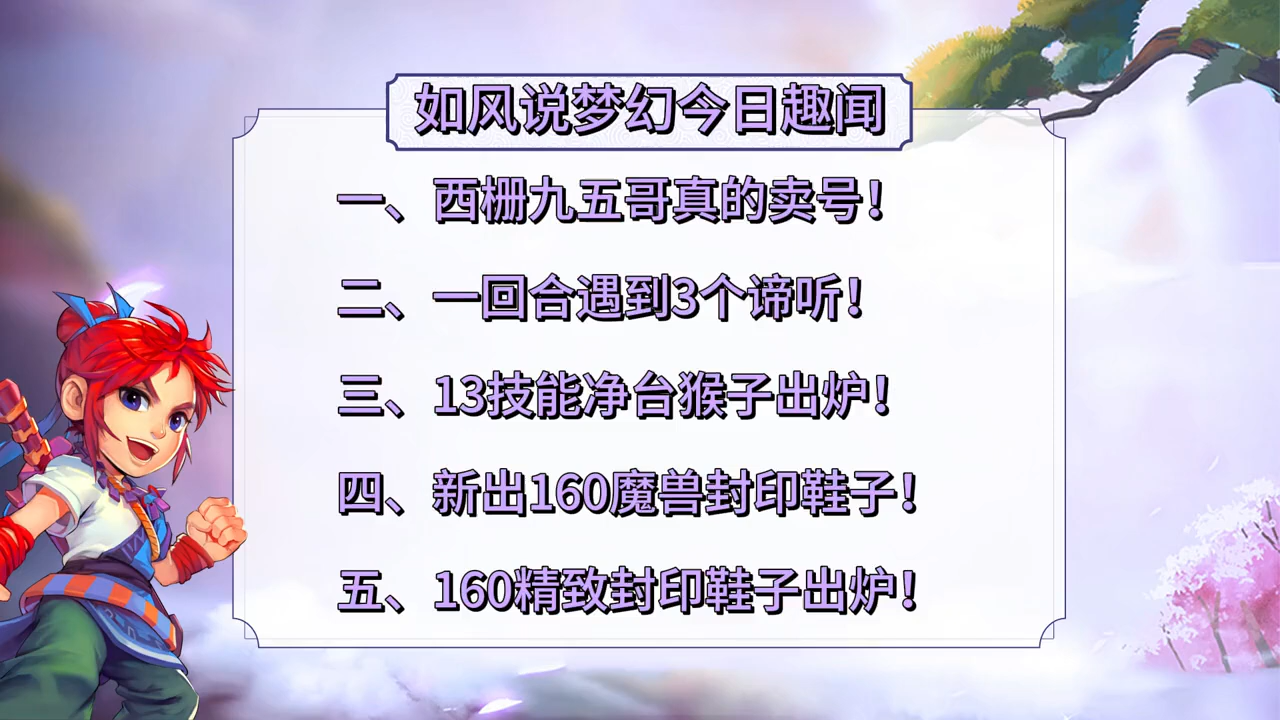 如风说梦幻今日趣闻
一、西栅九五哥真的卖号！
二、一回合遇到3个谛听！
三、13技能净台猴子出炉！
四、新出160魔兽封印鞋子！
五、160精致封印鞋子出炉！